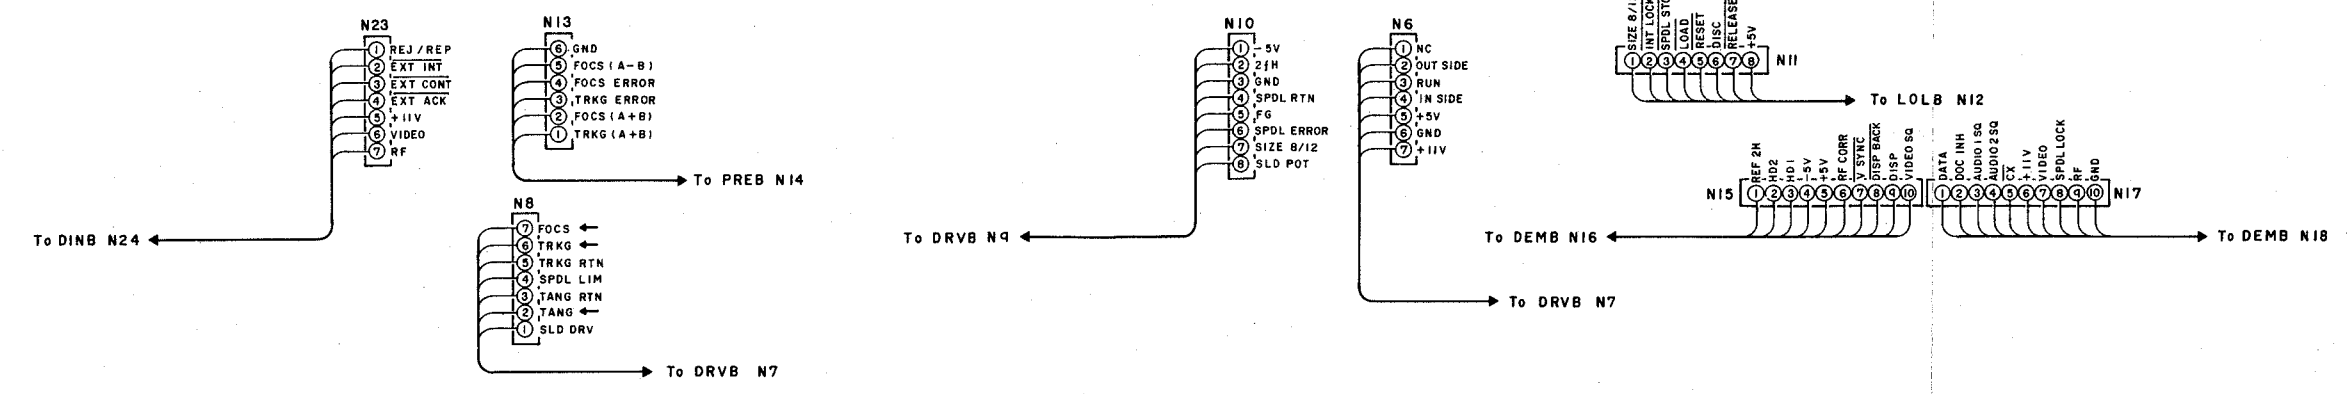 N23
1 REJ/REP
2 EXT INT
3 EXT CONT
4 EXT ACK
5 +11V
6 VIDEO
7 RF
To DINB N24
N13
6 GND
5 FOCS (A-B)
4 FOCS ERROR
3 TRKG ERROR
2 FOCS (A+B)
1 TRKG (A+B)
To PREB N14
N8
7 FOCS ←
6 TRKG ←
5 TRKG RTN
4 SPDL LIM
3 TANG RTN
2 TANG ←
1 SLD DRV
To DRVB N7
N10
1 -5V
2 2fH
3 GND
4 SPDL RTN
5 FG
6 SPDL ERROR
7 SIZE 8/12
8 SLD POT
To DRVB N9
N6
1 NC
2 OUT SIDE
3 RUN
4 IN SIDE
5 +5V
6 GND
7 +11V
To DRVB N7
N11
1 SIZE
2 INT LOCK
3 SPDL
4 LOAD
5 RESET
6 DISC
7 RELEASE
8 +5V
To LOLB N12
N15
1 REF 2H
2 HD2
3 HD1
4 -5V
5 +5V
6 RF CORR
7 V SYNC
8 DISP BACK
9 DISP
10 VIDEO SQ
To DEMB N16
N17
1 DATA
2 DOC INH
3 AUDIO 1 SQ
4 AUDIO 2 SQ
5 CX
6 +11V
7 VIDEO
8 SPDL LOCK
9 RF
10 GND
To DEMB N18